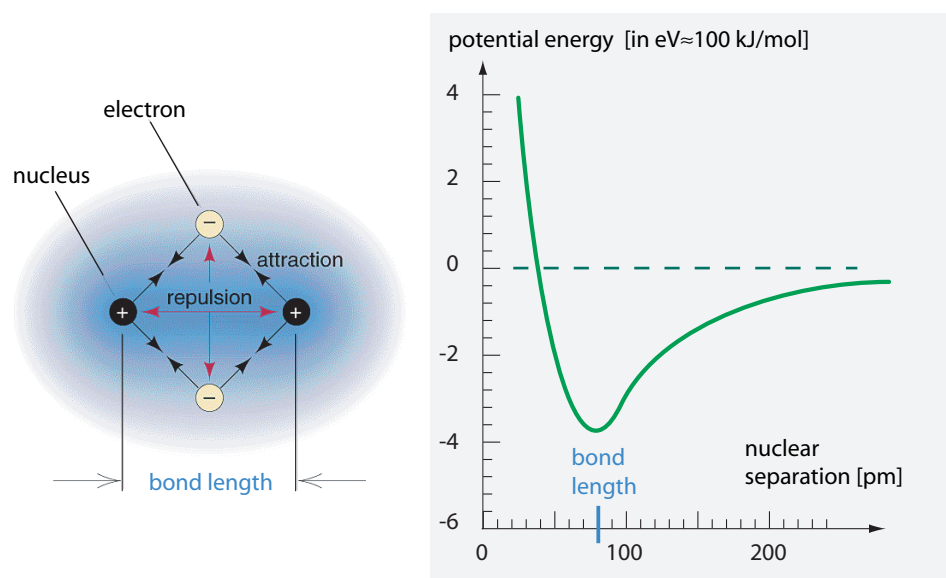 electron
nucleus
−
attraction
repulsion
+
+
−
bond length
potential energy [in eV≈100 kJ/mol]
4
2
0
-2
-4
-6
bond
length
nuclear
separation [pm]
0
100
200